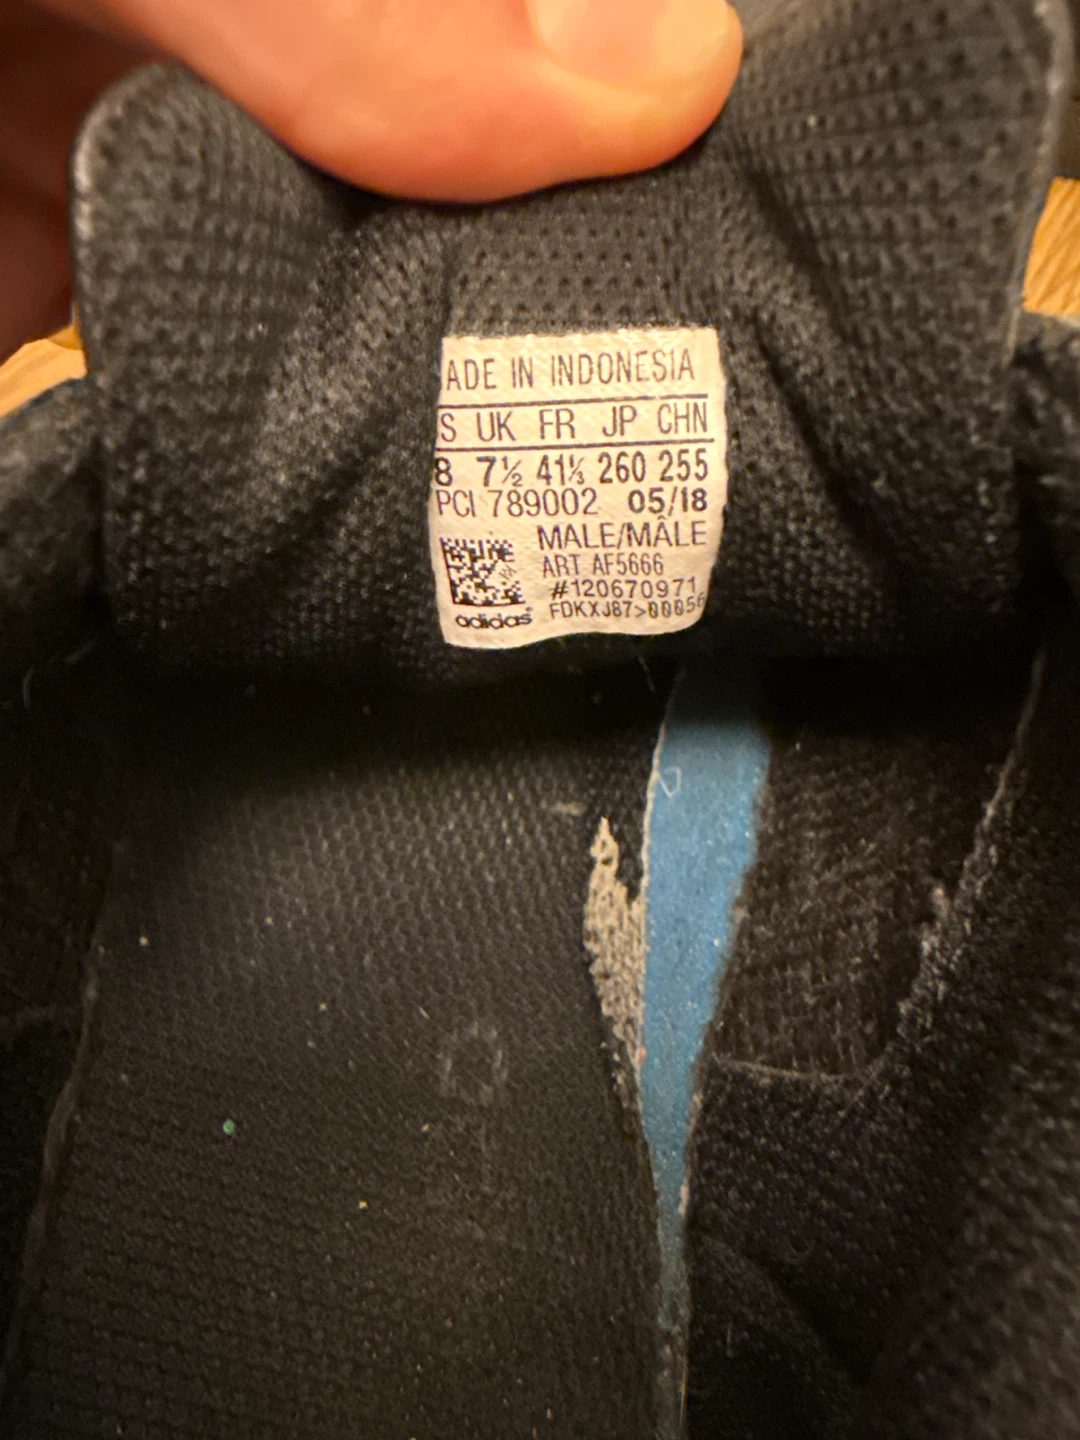 ADE IN INDONESIA
S UK FR JP CHN
8 7½ 41⅓ 260 255
PCI 789002 05/18
MALE/MÂLE
ART AF5666
#120670971
FDKXJ87>00056
adidas